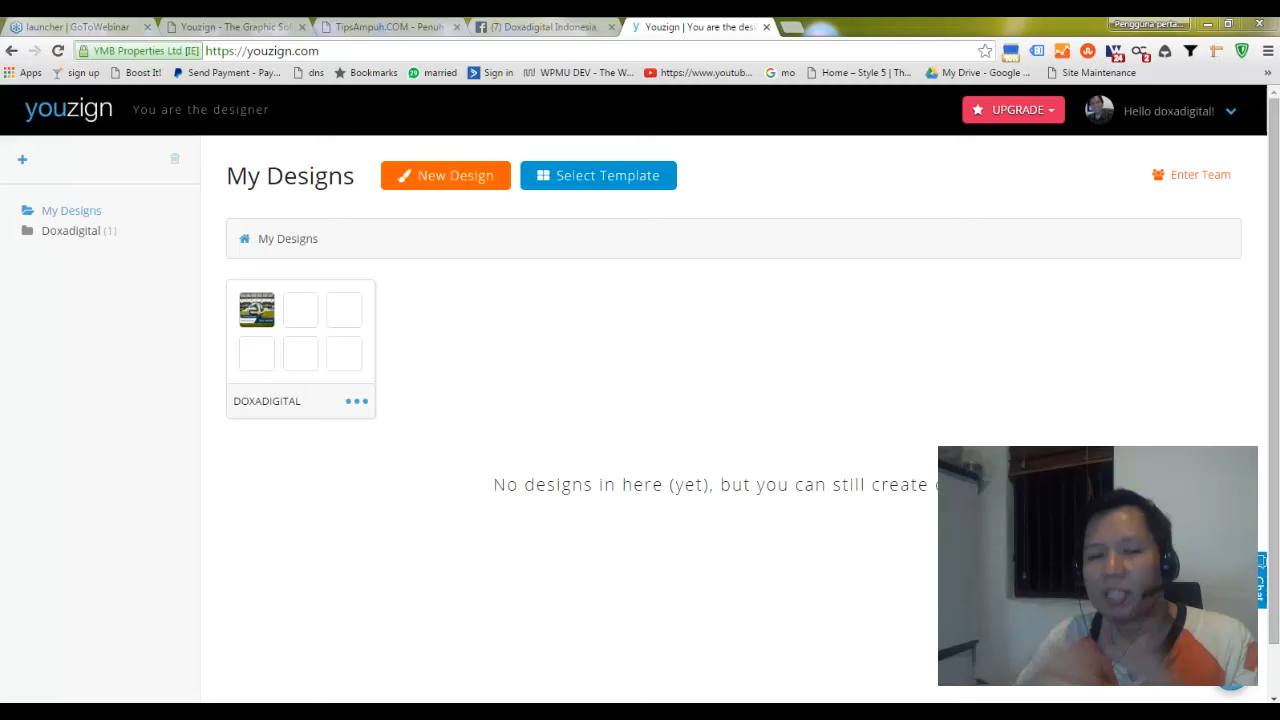 launcher | GoToWebinar
Youzign - The Graphic Sol
TipsAmpuh.COM - Penuh
(7) Doxadigital Indonesia,
Youzign | You are the des
Pengguna perta...
YMB Properties Ltd [IE]
https://youzign.com
Apps
sign up
Boost It!
Send Payment - Pay...
dns
Bookmarks
married
Sign in
WPMU DEV - The W...
https://www.youtub...
mo
Home – Style 5 | Th...
My Drive - Google ...
Site Maintenance
youzign
You are the designer
UPGRADE
Hello doxadigital!
My Designs
New Design
Select Template
Enter Team
My Designs
Doxadigital (1)
My Designs
DOXADIGITAL
No designs in here (yet), but you can still create
Chat